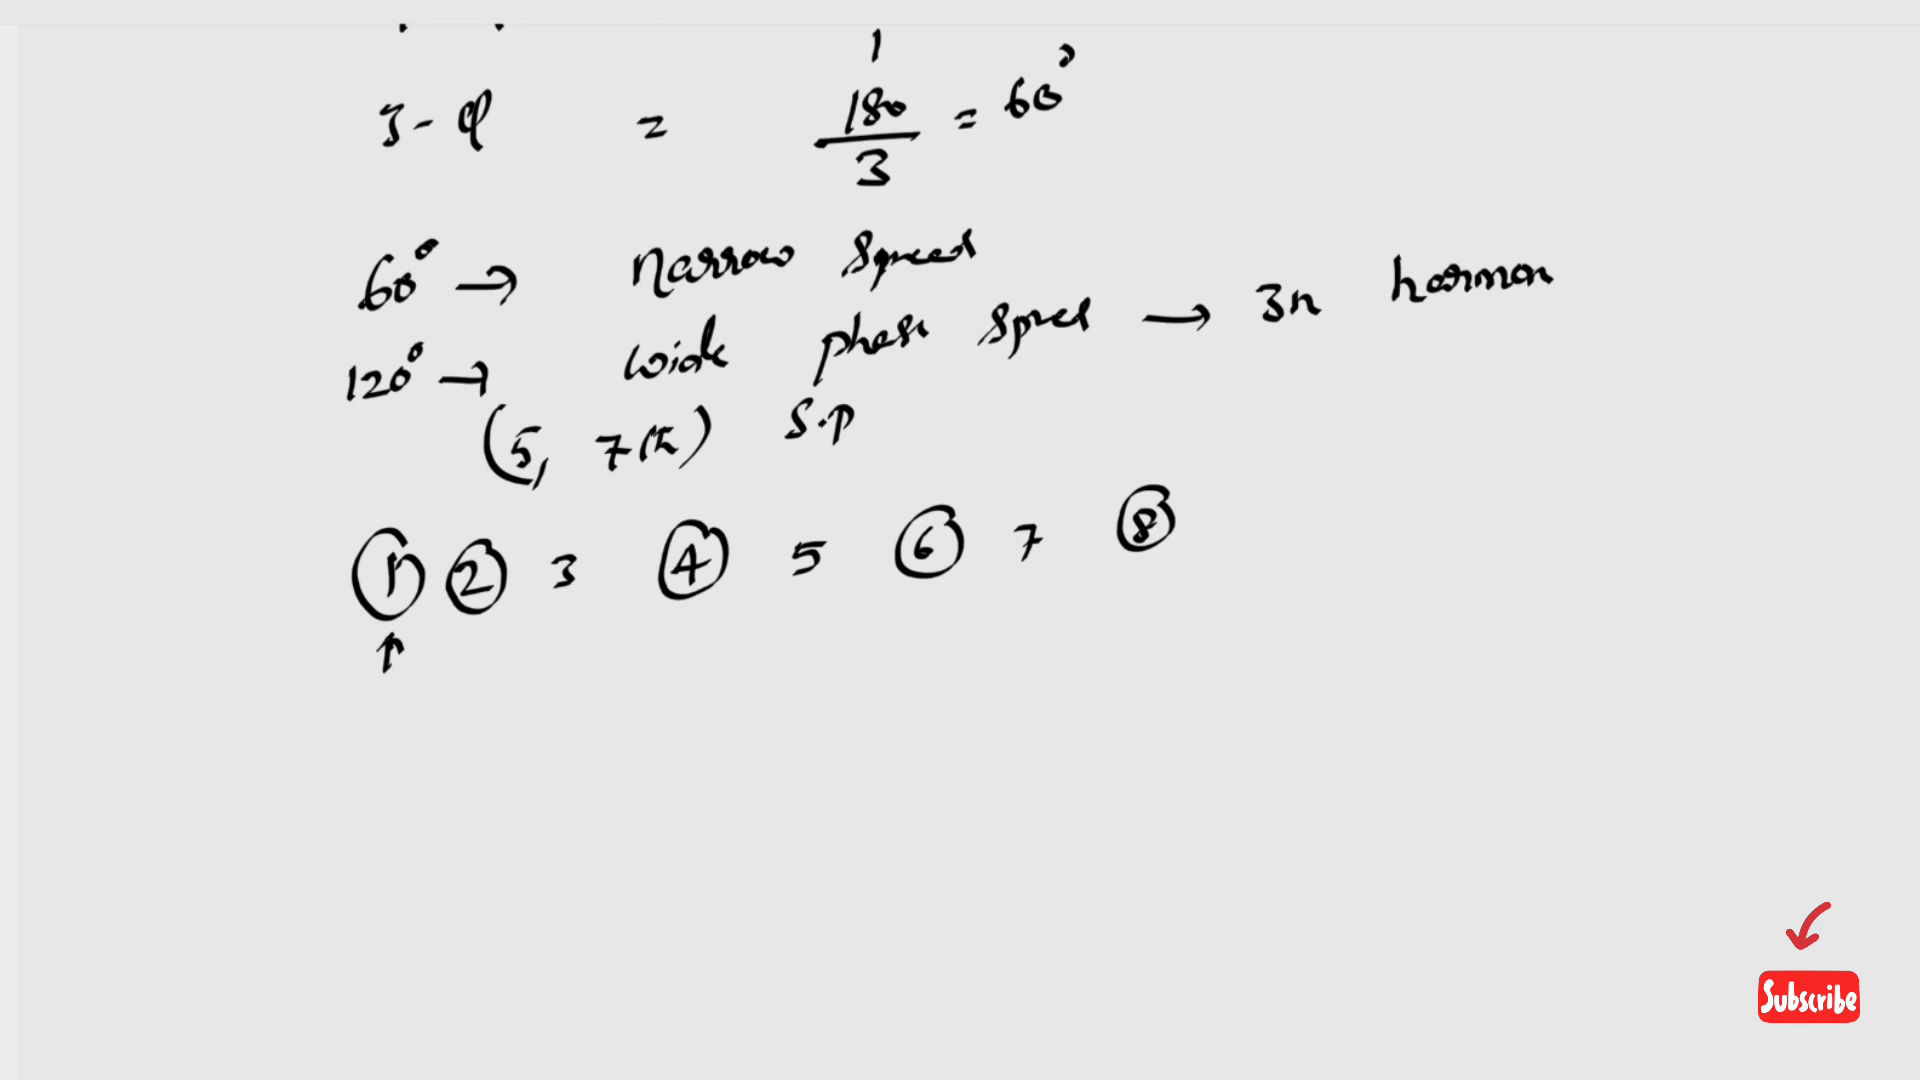 3-φ = 180/3 = 60°
60° → narrow spread
120° → wide phase spread → 3n harmon
(5, 7th) S.P
1 2 3 4 5 6 7 8
↑
Subscribe